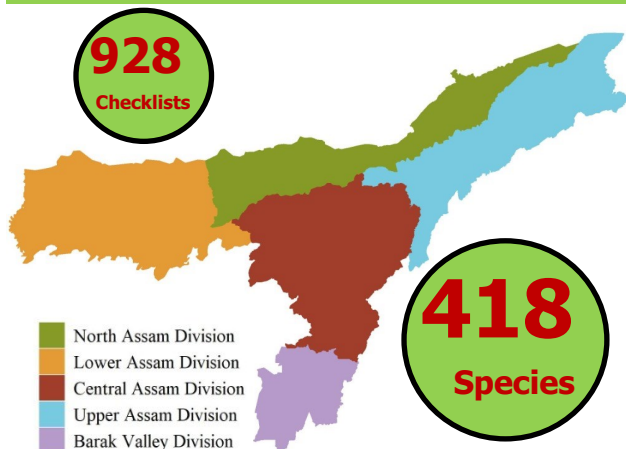 928
Checklists
418
Species
North Assam Division
Lower Assam Division
Central Assam Division
Upper Assam Division
Barak Valley Division